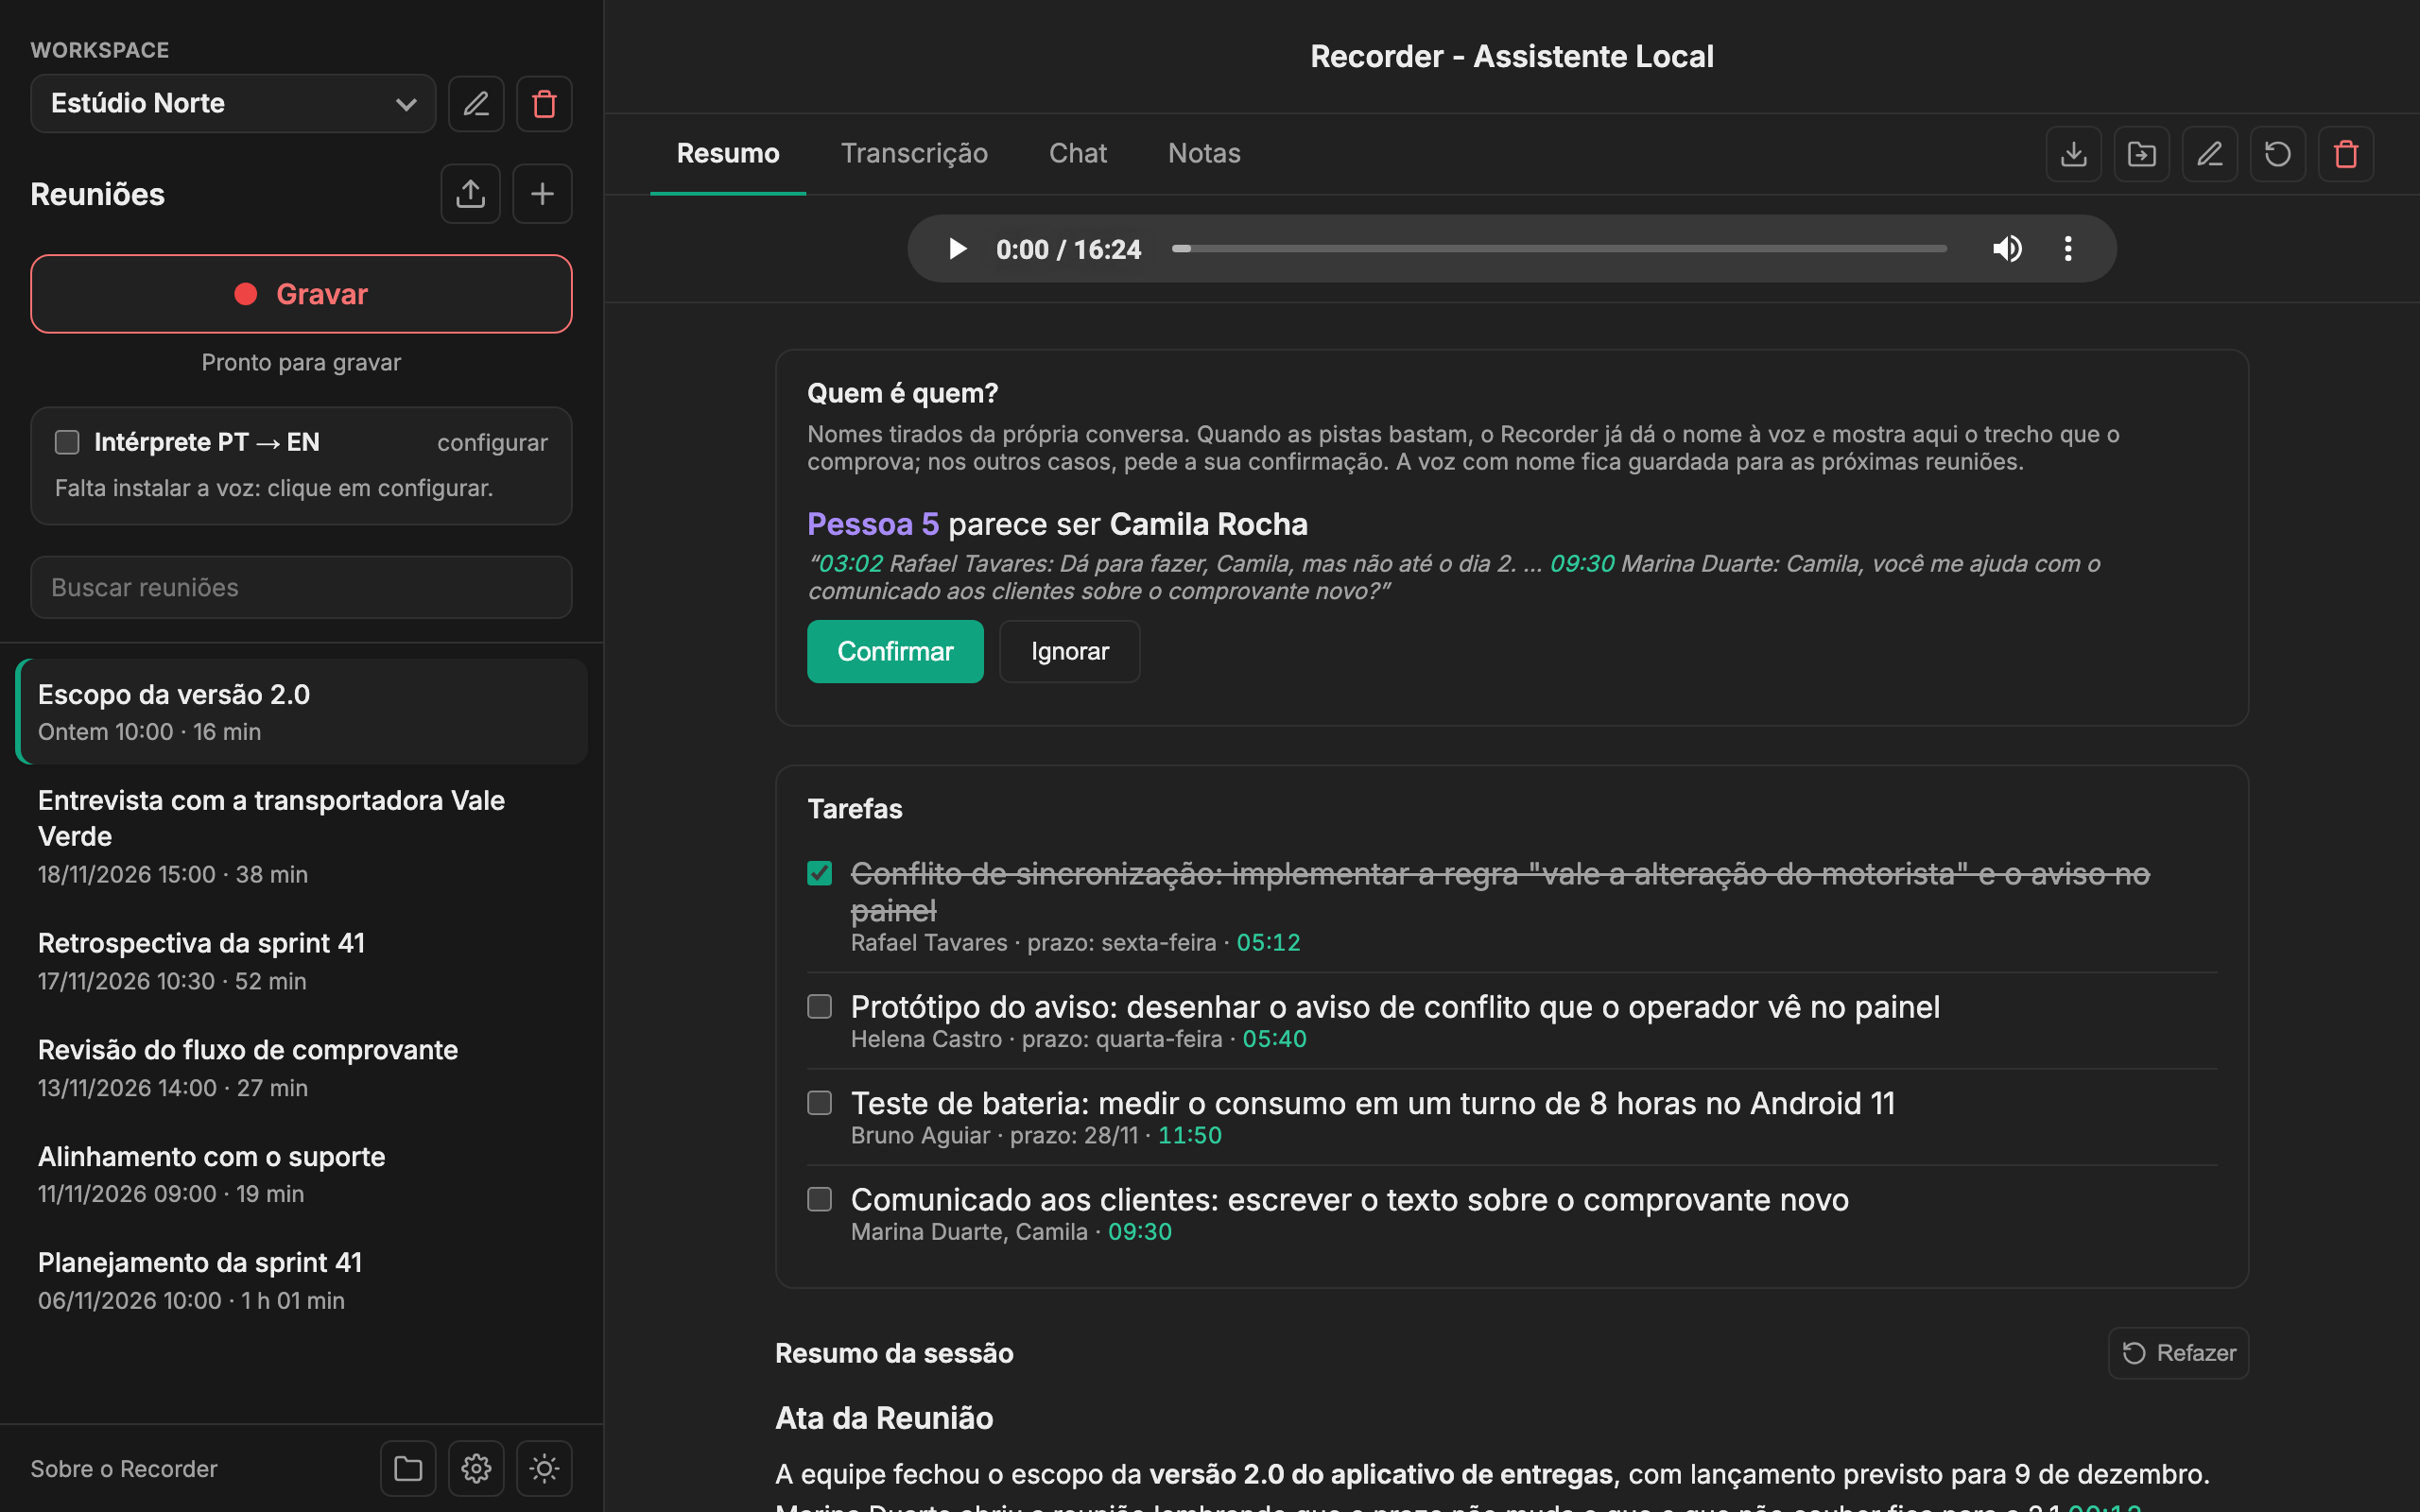 WORKSPACE
Estúdio Norte
Reuniões
Gravar
Pronto para gravar
Intérprete PT → EN
configurar
Falta instalar a voz: clique em configurar.
Buscar reuniões
Escopo da versão 2.0
Ontem 10:00 · 16 min
Entrevista com a transportadora Vale
Verde
18/11/2026 15:00 · 38 min
Retrospectiva da sprint 41
17/11/2026 10:30 · 52 min
Revisão do fluxo de comprovante
13/11/2026 14:00 · 27 min
Alinhamento com o suporte
11/11/2026 09:00 · 19 min
Planejamento da sprint 41
06/11/2026 10:00 · 1 h 01 min
Sobre o Recorder
Recorder - Assistente Local
Resumo
Transcrição
Chat
Notas
0:00 / 16:24
Quem é quem?
Nomes tirados da própria conversa. Quando as pistas bastam, o Recorder já dá o nome à voz e mostra aqui o trecho que o
comprova; nos outros casos, pede a sua confirmação. A voz com nome fica guardada para as próximas reuniões.
Pessoa 5 parece ser Camila Rocha
“03:02 Rafael Tavares: Dá para fazer, Camila, mas não até o dia 2. … 09:30 Marina Duarte: Camila, você me ajuda com o
comunicado aos clientes sobre o comprovante novo?”
Confirmar
Ignorar
Tarefas
Conflito de sincronização: implementar a regra "vale a alteração do motorista" e o aviso no
painel
Rafael Tavares · prazo: sexta-feira · 05:12
Protótipo do aviso: desenhar o aviso de conflito que o operador vê no painel
Helena Castro · prazo: quarta-feira · 05:40
Teste de bateria: medir o consumo em um turno de 8 horas no Android 11
Bruno Aguiar · prazo: 28/11 · 11:50
Comunicado aos clientes: escrever o texto sobre o comprovante novo
Marina Duarte, Camila · 09:30
Resumo da sessão
Refazer
Ata da Reunião
A equipe fechou o escopo da versão 2.0 do aplicativo de entregas, com lançamento previsto para 9 de dezembro.